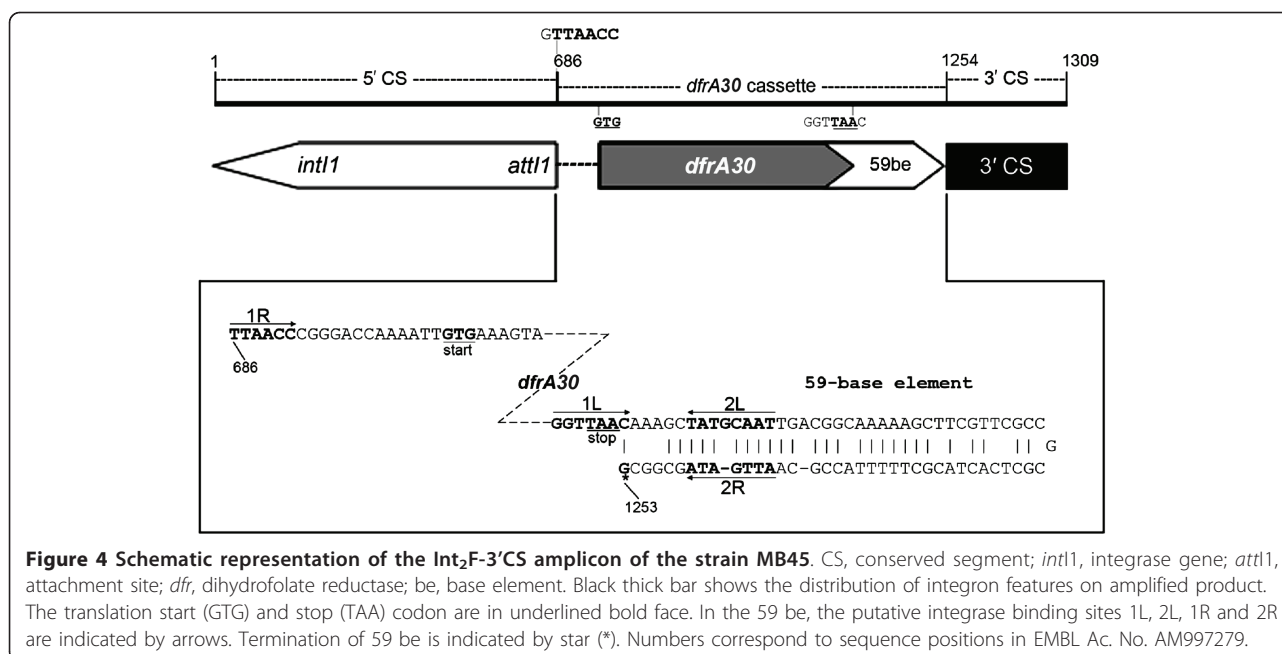 GTTAACC
1 686 1254 1309
5′ CS dfrA30 cassette 3′ CS
GTG GGTTAAC
intI1 attI1 dfrA30 59be 3′ CS
1R
TTAACCCGGGACCAAAATTGTGAAAGTA
start
686
dfrA30 59-base element
1L 2L
GGTTAACAAAGCTATGCAATTGACGGCAAAAAGCTTCGTTCGCC
stop
G
GCGGCGATA-GTTAAC-GCCATTTTTCGCATCACTCGC
* 2R
1253
Figure 4 Schematic representation of the Int₂F-3’CS amplicon of the strain MB45. CS, conserved segment; intI1, integrase gene; attI1,
attachment site; dfr, dihydrofolate reductase; be, base element. Black thick bar shows the distribution of integron features on amplified product.
The translation start (GTG) and stop (TAA) codon are in underlined bold face. In the 59 be, the putative integrase binding sites 1L, 2L, 1R and 2R
are indicated by arrows. Termination of 59 be is indicated by star (*). Numbers correspond to sequence positions in EMBL Ac. No. AM997279.